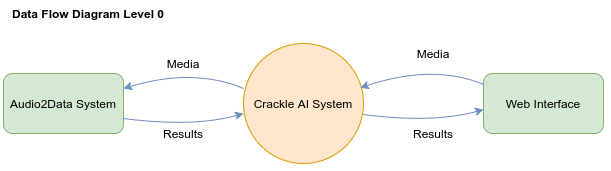 Data Flow Diagram Level 0
Media
Media
Audio2Data System
Crackle AI System
Web Interface
Results
Results